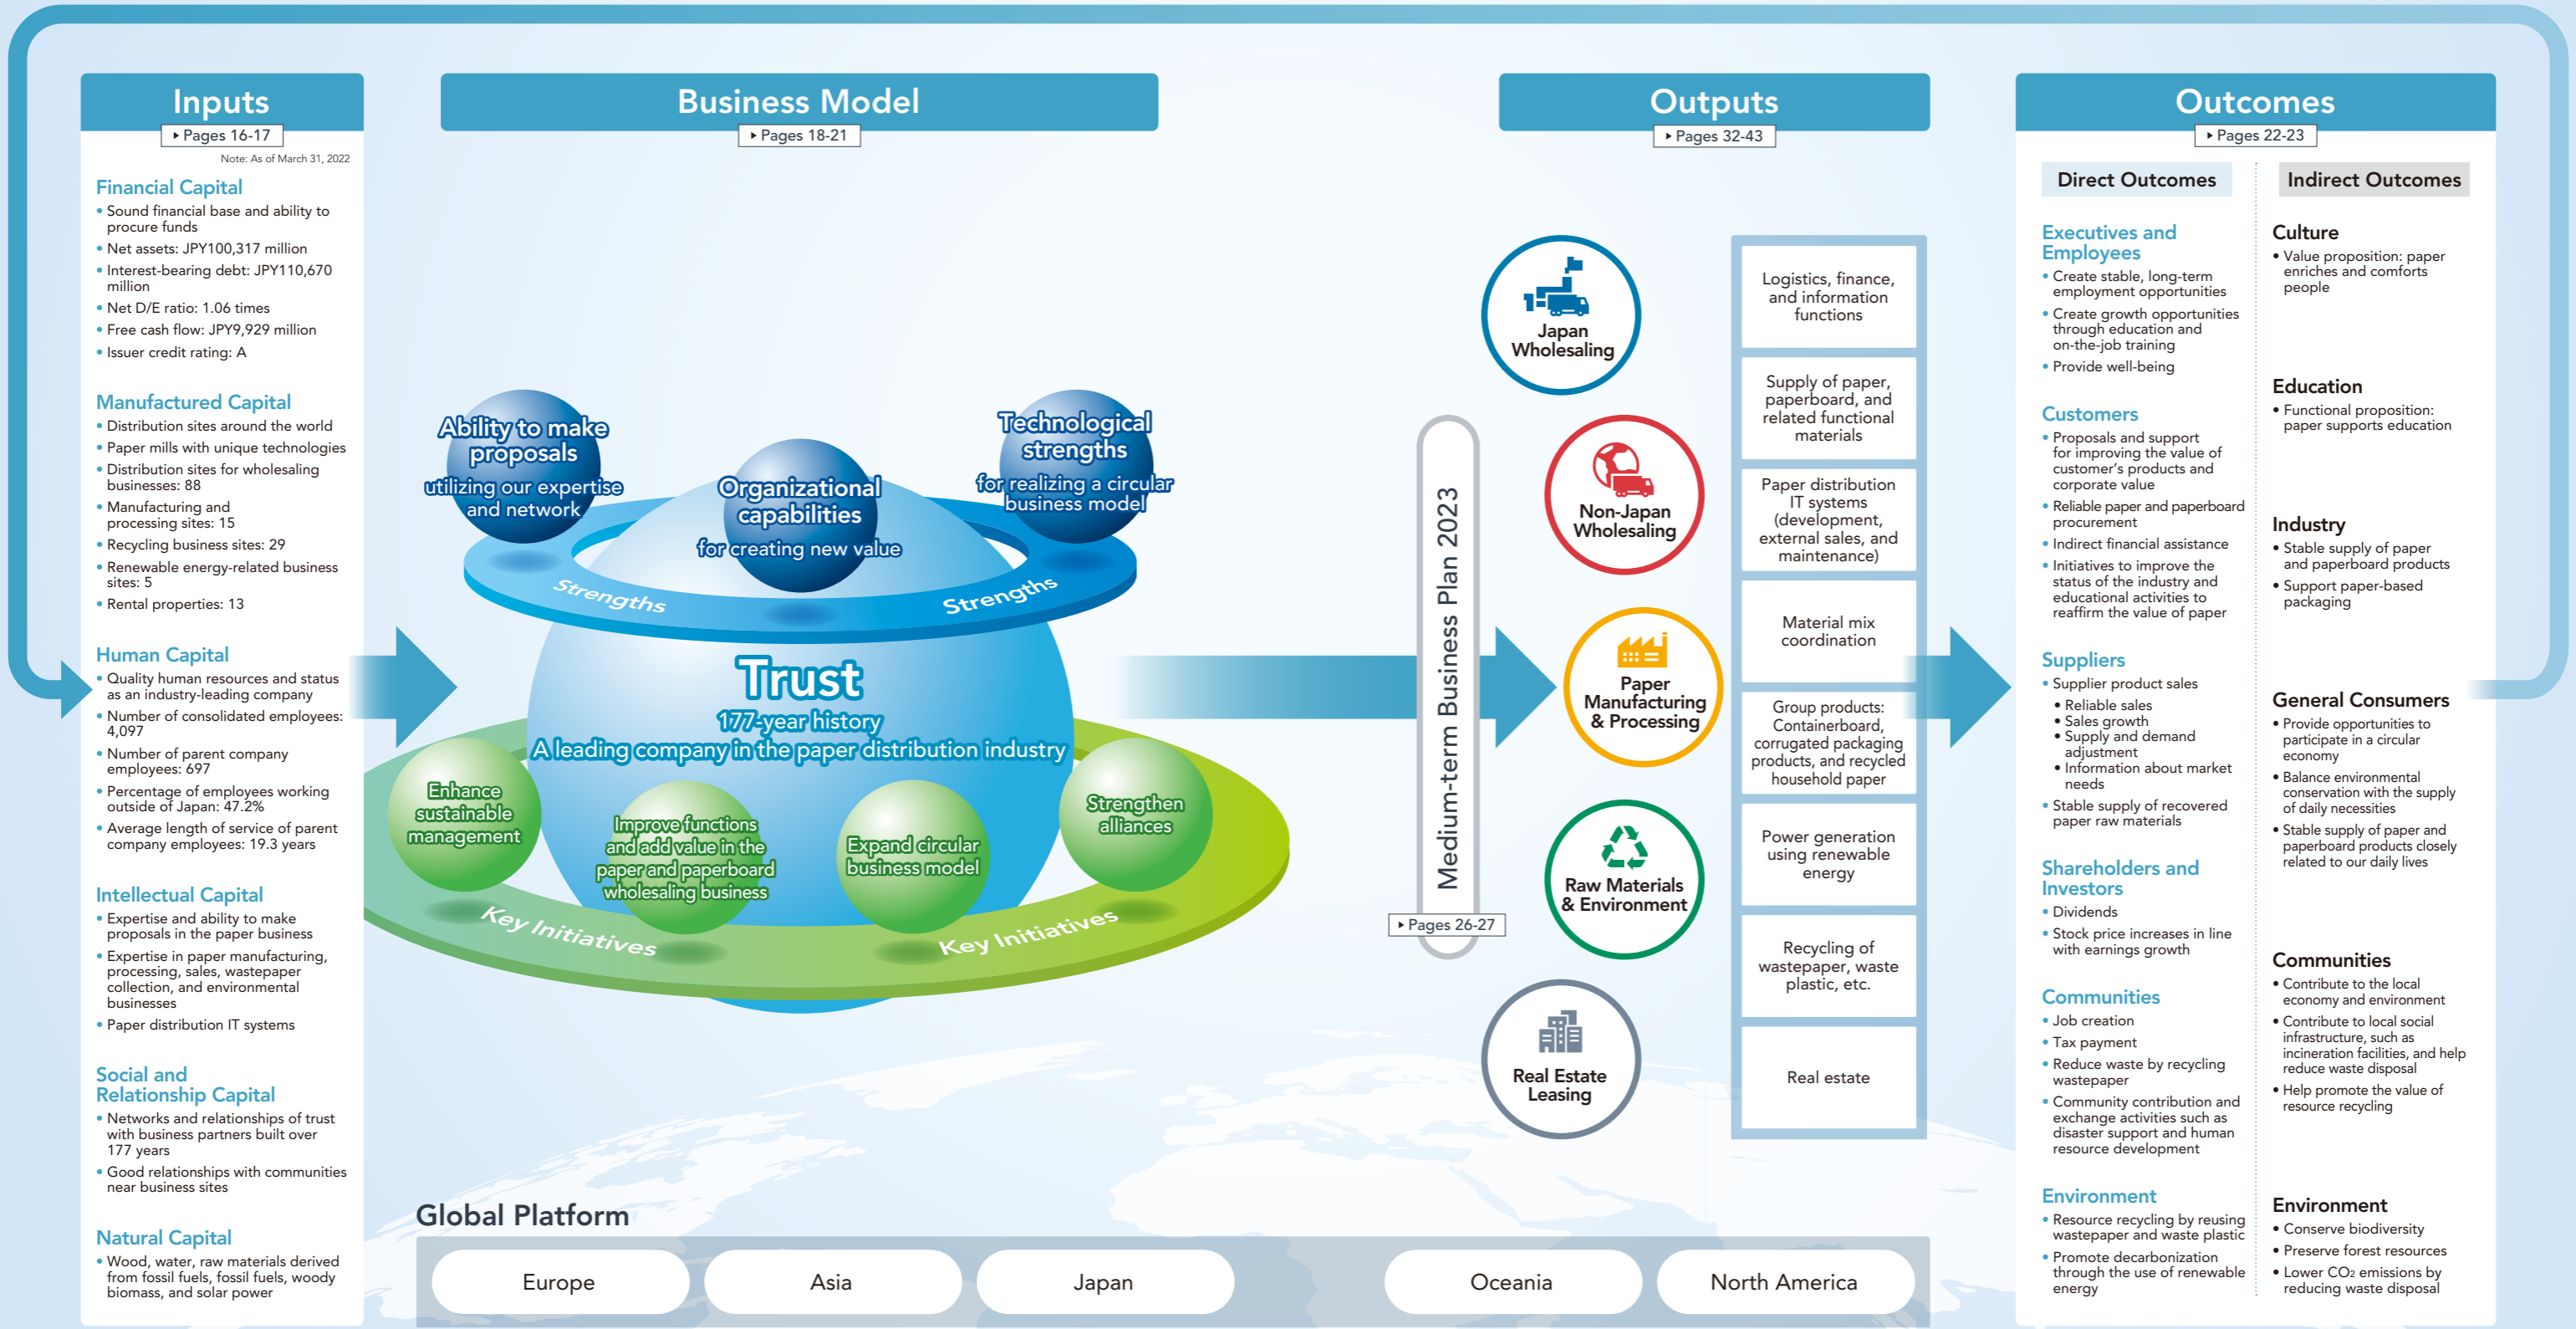 Inputs
▸ Pages 16-17
Note: As of March 31, 2022
Financial Capital
• Sound financial base and ability to
procure funds
• Net assets: JPY100,317 million
• Interest-bearing debt: JPY110,670
million
• Net D/E ratio: 1.06 times
• Free cash flow: JPY9,929 million
• Issuer credit rating: A
Manufactured Capital
• Distribution sites around the world
• Paper mills with unique technologies
• Distribution sites for wholesaling
businesses: 88
• Manufacturing and
processing sites: 15
• Recycling business sites: 29
• Renewable energy-related business
sites: 5
• Rental properties: 13
Human Capital
• Quality human resources and status
as an industry-leading company
• Number of consolidated employees:
4,097
• Number of parent company
employees: 697
• Percentage of employees working
outside of Japan: 47.2%
• Average length of service of parent
company employees: 19.3 years
Intellectual Capital
• Expertise and ability to make
proposals in the paper business
• Expertise in paper manufacturing,
processing, sales, wastepaper
collection, and environmental
businesses
• Paper distribution IT systems
Social and
Relationship Capital
• Networks and relationships of trust
with business partners built over
177 years
• Good relationships with communities
near business sites
Natural Capital
• Wood, water, raw materials derived
from fossil fuels, fossil fuels, woody
biomass, and solar power
Business Model
▸ Pages 18-21
Ability to make
proposals
utilizing our expertise
and network
Organizational
capabilities
for creating new value
Technological
strengths
for realizing a circular
business model
Strengths
Strengths
Trust
177-year history
A leading company in the paper distribution industry
Enhance
sustainable
management
Improve functions
and add value in the
paper and paperboard
wholesaling business
Expand circular
business model
Strengthen
alliances
Key Initiatives
Key Initiatives
Global Platform
Europe
Asia
Japan
Oceania
North America
Medium-term Business Plan 2023
▸ Pages 26-27
Outputs
▸ Pages 32-43
Japan
Wholesaling
Non-Japan
Wholesaling
Paper
Manufacturing
& Processing
Raw Materials
& Environment
Real Estate
Leasing
Logistics, finance,
and information
functions
Supply of paper,
paperboard, and
related functional
materials
Paper distribution
IT systems
(development,
external sales, and
maintenance)
Material mix
coordination
Group products:
Containerboard,
corrugated packaging
products, and recycled
household paper
Power generation
using renewable
energy
Recycling of
wastepaper, waste
plastic, etc.
Real estate
Outcomes
▸ Pages 22-23
Direct Outcomes
Executives and
Employees
• Create stable, long-term
employment opportunities
• Create growth opportunities
through education and
on-the-job training
• Provide well-being
Customers
• Proposals and support
for improving the value of
customer's products and
corporate value
• Reliable paper and paperboard
procurement
• Indirect financial assistance
• Initiatives to improve the
status of the industry and
educational activities to
reaffirm the value of paper
Suppliers
• Supplier product sales
• Reliable sales
• Sales growth
• Supply and demand
adjustment
• Information about market
needs
• Stable supply of recovered
paper raw materials
Shareholders and
Investors
• Dividends
• Stock price increases in line
with earnings growth
Communities
• Job creation
• Tax payment
• Reduce waste by recycling
wastepaper
• Community contribution and
exchange activities such as
disaster support and human
resource development
Environment
• Resource recycling by reusing
wastepaper and waste plastic
• Promote decarbonization
through the use of renewable
energy
Indirect Outcomes
Culture
• Value proposition: paper
enriches and comforts
people
Education
• Functional proposition:
paper supports education
Industry
• Stable supply of paper
and paperboard products
• Support paper-based
packaging
General Consumers
• Provide opportunities to
participate in a circular
economy
• Balance environmental
conservation with the supply
of daily necessities
• Stable supply of paper and
paperboard products closely
related to our daily lives
Communities
• Contribute to the local
economy and environment
• Contribute to local social
infrastructure, such as
incineration facilities, and help
reduce waste disposal
• Help promote the value of
resource recycling
Environment
• Conserve biodiversity
• Preserve forest resources
• Lower CO₂ emissions by
reducing waste disposal